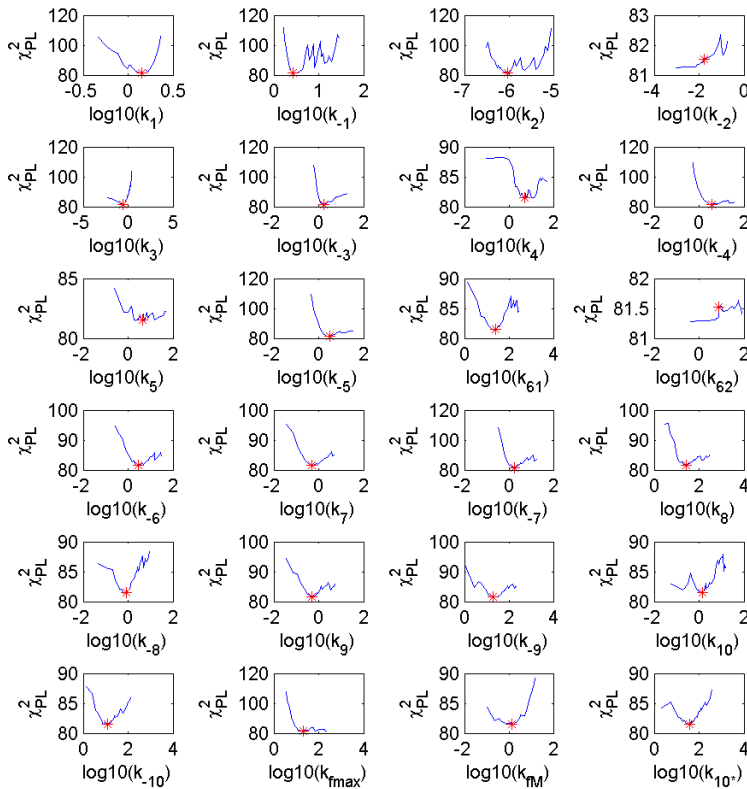 120 120 120 83
χ²PL 100 χ²PL 100 χ²PL 100 χ²PL 82
80 80 80 81
-0.5 0 0.5 0 1 2 -7 -6 -5 -4 -2 0
log10(k₁) log10(k₋₁) log10(k₂) log10(k₋₂)
120 120 90 120
χ²PL 100 χ²PL 100 χ²PL 85 χ²PL 100
80 80 80 80
-5 0 5 -2 0 2 -2 0 2 -2 0 2
log10(k₃) log10(k₋₃) log10(k₄) log10(k₋₄)
85 120 90 82
χ²PL χ²PL 100 χ²PL 85 χ²PL 81.5
80 80 80 81
-2 0 2 -2 0 2 0 2 4 -2 0 2
log10(k₅) log10(k₋₅) log10(k₆₁) log10(k₆₂)
100 100 120 100
χ²PL 90 χ²PL 90 χ²PL 100 χ²PL 90
80 80 80 80
-2 0 2 -2 0 2 -2 0 2 0 2 4
log10(k₋₆) log10(k₇) log10(k₋₇) log10(k₈)
90 100 90 90
χ²PL 85 χ²PL 90 χ²PL 85 χ²PL 85
80 80 80 80
-2 0 2 -2 0 2 0 2 4 -2 0 2
log10(k₋₈) log10(k₉) log10(k₋₉) log10(k₁₀)
90 120 90 90
χ²PL 85 χ²PL 100 χ²PL 85 χ²PL 85
80 80 80 80
0 2 4 0 2 4 -2 0 2 0 2 4
log10(k₋₁₀) log10(kfmax) log10(kfM) log10(k₁₀*)